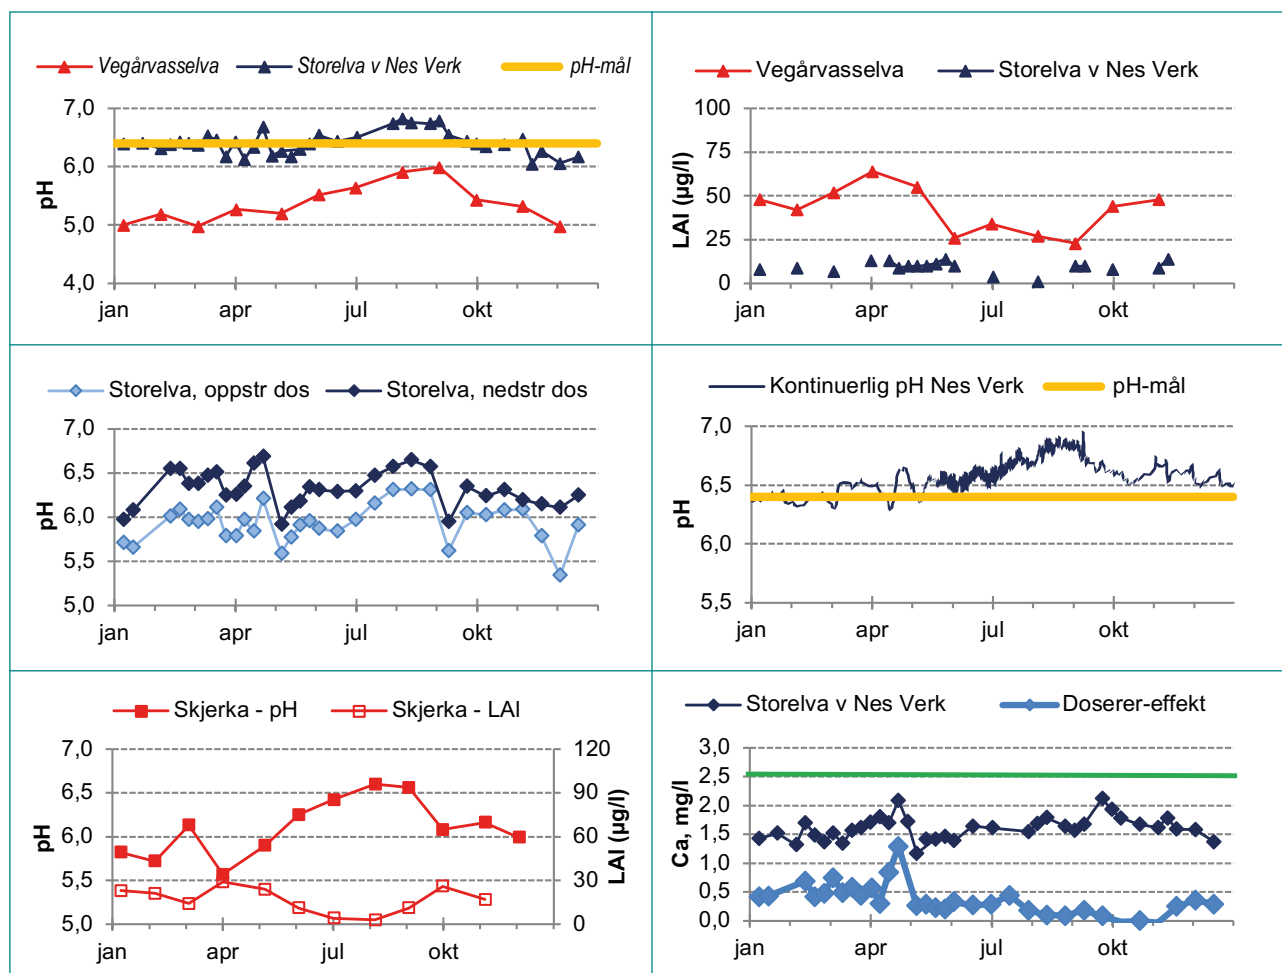 Vegårvasselva Storelva v Nes Verk pH-mål
7,0
6,0
5,0
4,0
pH
jan apr jul okt
Vegårvasselva Storelva v Nes Verk
100
75
50
25
0
LAl (µg/l)
jan apr jul okt
Storelva, oppstr dos Storelva, nedstr dos
7,0
6,5
6,0
5,5
5,0
pH
jan apr jul okt
Kontinuerlig pH Nes Verk pH-mål
7,0
6,5
6,0
5,5
pH
jan apr jul okt
Skjerka - pH Skjerka - LAl
7,0 120
6,5 90
6,0 60
5,5 30
5,0 0
pH
LAl (µg/l)
jan apr jul okt
Storelva v Nes Verk Doserer-effekt
3,0
2,5
2,0
1,5
1,0
0,5
0,0
Ca, mg/l
jan apr jul okt